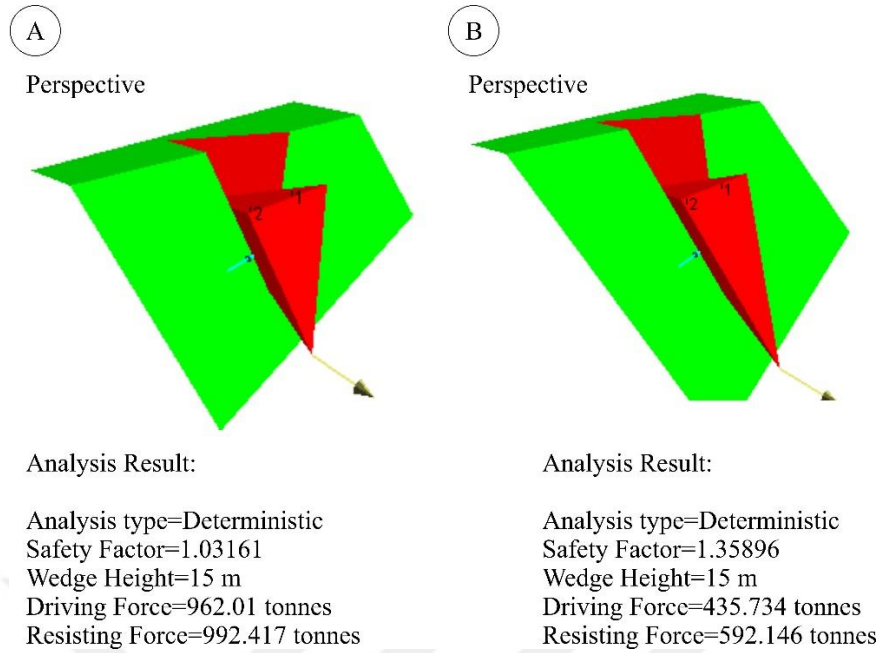 A
Perspective
'1
'2
Analysis Result:
Analysis type=Deterministic
Safety Factor=1.03161
Wedge Height=15 m
Driving Force=962.01 tonnes
Resisting Force=992.417 tonnes
B
Perspective
'1
'2
Analysis Result:
Analysis type=Deterministic
Safety Factor=1.35896
Wedge Height=15 m
Driving Force=435.734 tonnes
Resisting Force=592.146 tonnes